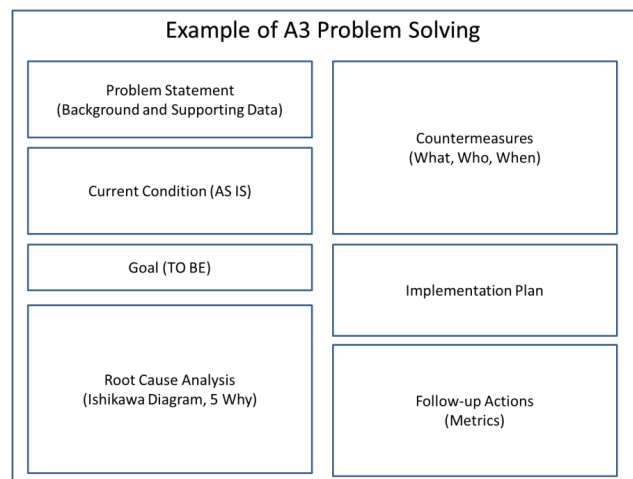 Example of A3 Problem Solving
Problem Statement
(Background and Supporting Data)
Current Condition (AS IS)
Goal (TO BE)
Root Cause Analysis
(Ishikawa Diagram, 5 Why)
Countermeasures
(What, Who, When)
Implementation Plan
Follow-up Actions
(Metrics)